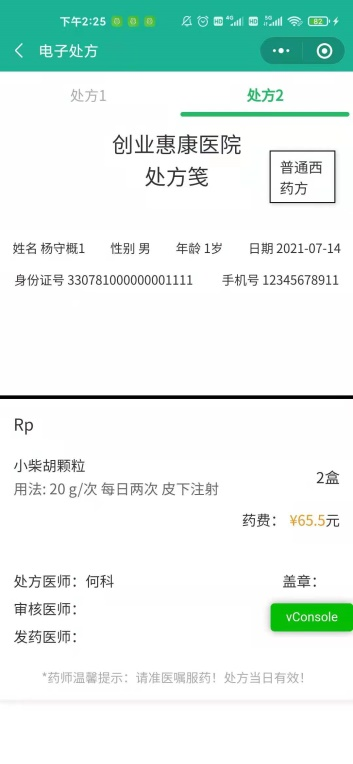 下午2:25
82
电子处方
处方1 处方2
创业惠康医院
处方笺
普通西
药方
姓名 杨守概1 性别 男 年龄 1岁 日期 2021-07-14
身份证号 330781000000001111 手机号 12345678911
Rp
小柴胡颗粒
2盒
用法: 20 g/次 每日两次 皮下注射
药费： ¥65.5元
处方医师：何科 盖章：
审核医师：
vConsole
发药医师：
*药师温馨提示：请准医嘱服药！处方当日有效！